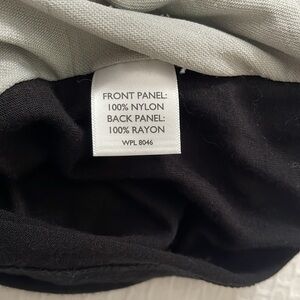 FRONT PANEL:
100% NYLON
BACK PANEL:
100% RAYON
WPL 8046